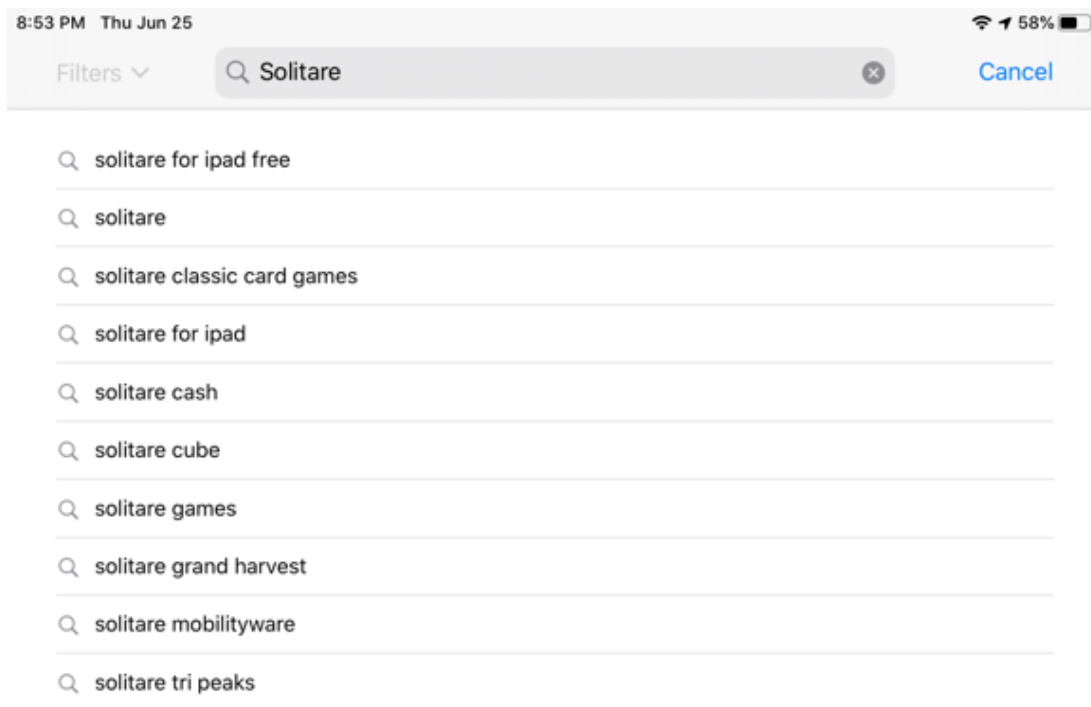 8:53 PM Thu Jun 25 58%
Filters Solitare Cancel
solitare for ipad free
solitare
solitare classic card games
solitare for ipad
solitare cash
solitare cube
solitare games
solitare grand harvest
solitare mobilityware
solitare tri peaks